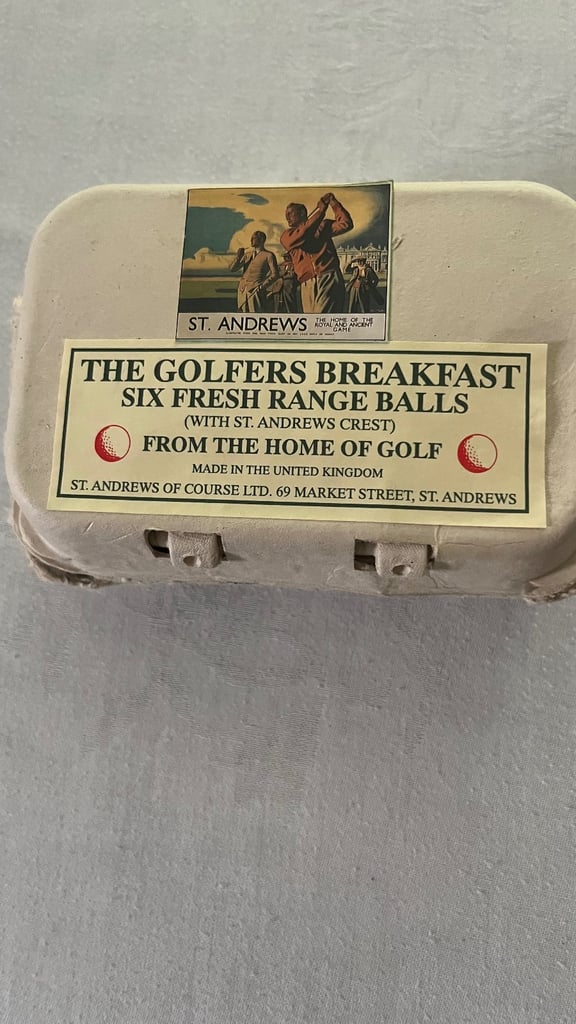 ST. ANDREWS
THE HOME OF THE
ROYAL AND ANCIENT
GAME
THE GOLFERS BREAKFAST
SIX FRESH RANGE BALLS
(WITH ST. ANDREWS CREST)
FROM THE HOME OF GOLF
MADE IN THE UNITED KINGDOM
ST. ANDREWS OF COURSE LTD. 69 MARKET STREET, ST. ANDREWS